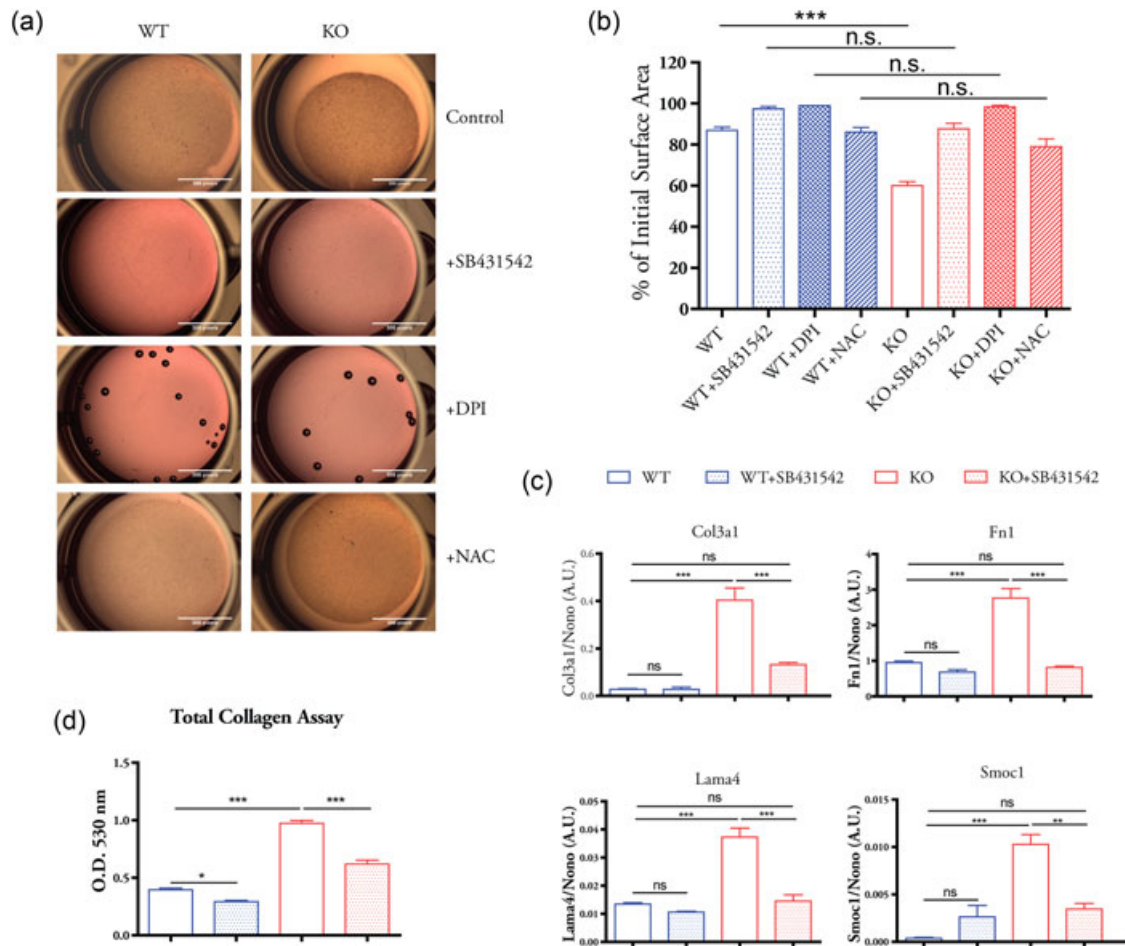 (a)
WT KO
Control
+SB431542
+DPI
+NAC
(b)
***
n.s.
n.s.
n.s.
% of Initial Surface Area
120
100
80
60
40
20
0
WT
WT+SB431542
WT+DPI
WT+NAC
KO
KO+SB431542
KO+DPI
KO+NAC
(c)
WT WT+SB431542 KO KO+SB431542
Col3a1
Col3a1/Nono (A.U.)
0.6
0.4
0.2
0.0
ns
*** ***
ns
Fn1
Fn1/Nono (A.U.)
4
3
2
1
0
ns
*** ***
ns
Lama4
Lama4/Nono (A.U.)
0.05
0.04
0.03
0.02
0.01
0.00
ns
*** ***
ns
Smoc1
Smoc1/Nono (A.U.)
0.015
0.010
0.005
0.000
ns
*** **
ns
(d)
Total Collagen Assay
O.D. 530 nm
1.5
1.0
0.5
0.0
*** ***
*